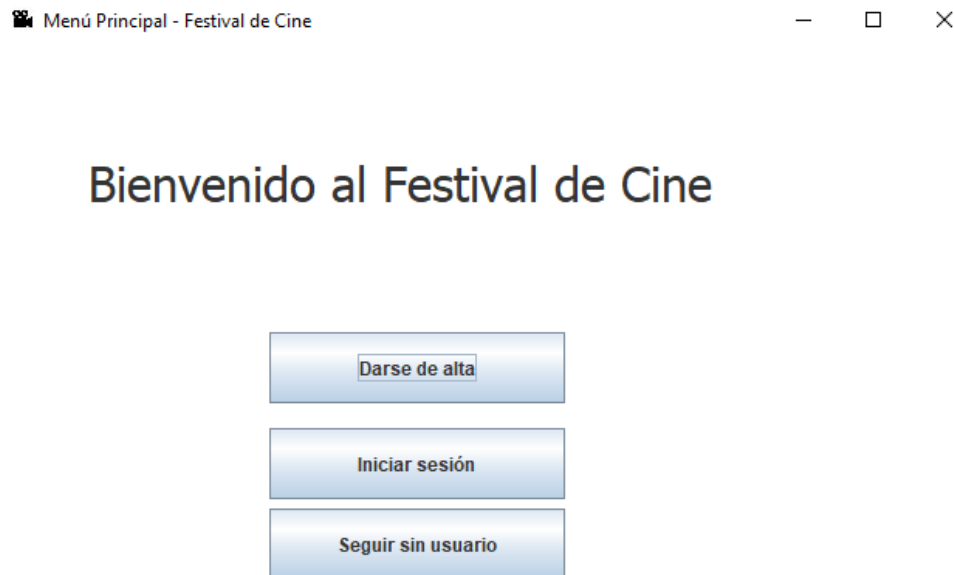 Menú Principal - Festival de Cine
Bienvenido al Festival de Cine
Darse de alta
Iniciar sesión
Seguir sin usuario